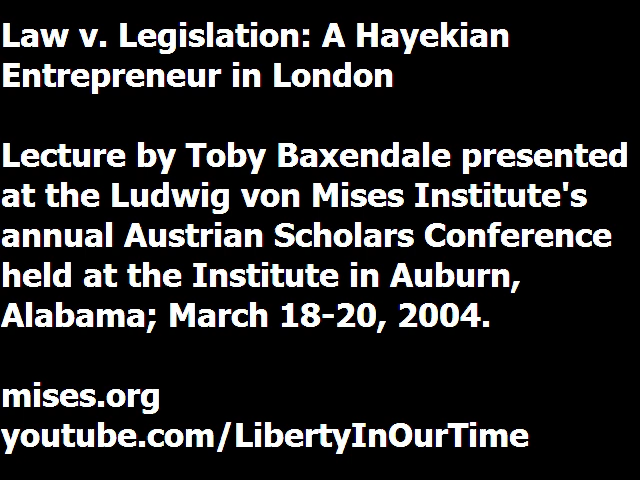 Law v. Legislation: A Hayekian
Entrepreneur in London
Lecture by Toby Baxendale presented
at the Ludwig von Mises Institute's
annual Austrian Scholars Conference
held at the Institute in Auburn,
Alabama; March 18-20, 2004.
mises.org
youtube.com/LibertyInOurTime